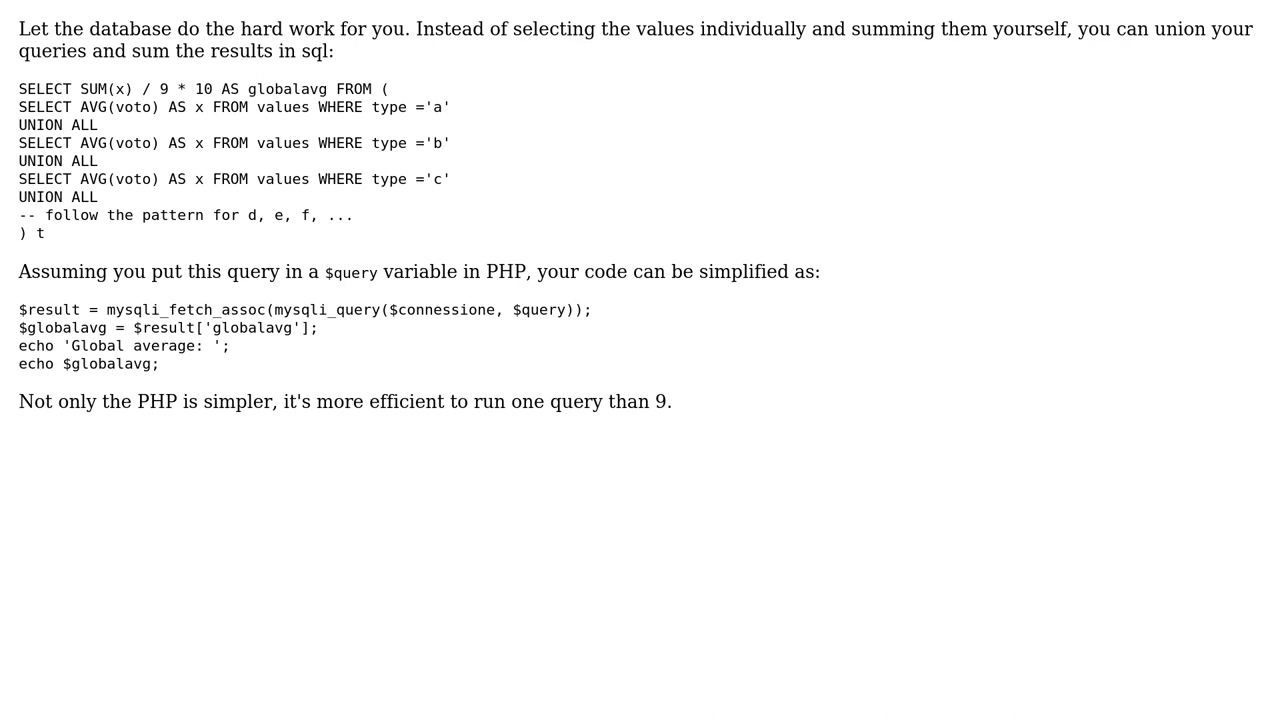 Let the database do the hard work for you. Instead of selecting the values individually and summing them yourself, you can union your
queries and sum the results in sql:
SELECT SUM(x) / 9 * 10 AS globalavg FROM (
SELECT AVG(voto) AS x FROM values WHERE type ='a'
UNION ALL
SELECT AVG(voto) AS x FROM values WHERE type ='b'
UNION ALL
SELECT AVG(voto) AS x FROM values WHERE type ='c'
UNION ALL
-- follow the pattern for d, e, f, ...
) t
Assuming you put this query in a $query variable in PHP, your code can be simplified as:
$result = mysqli_fetch_assoc(mysqli_query($connessione, $query));
$globalavg = $result['globalavg'];
echo 'Global average: ';
echo $globalavg;
Not only the PHP is simpler, it's more efficient to run one query than 9.